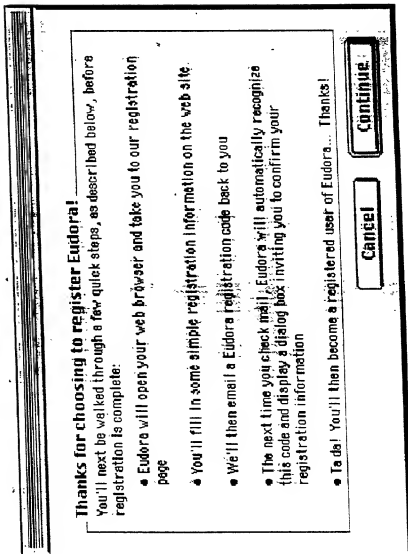 Thanks for choosing to register Eudora!
You'll next be walked through a few quick steps, as described below, before
registration is complete:
• Eudora will open your web browser and take you to our registration
page
• You'll fill in some simple registration information on the web site.
• We'll then email a Eudora registration code back to you
• The next time you check mail, Eudora will automatically recognize
this code and display a dialog box inviting you to confirm your
registration information
• Ta da! You'll then become a registered user of Eudora... Thanks!
Cancel
Continue